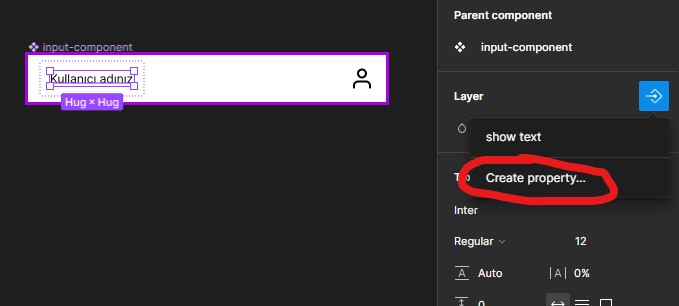 input-component
Kullanıcı adınız
Hug × Hug
Parent component
input-component
Layer
show text
Create property...
Inter
Regular
12
Auto
0%
0